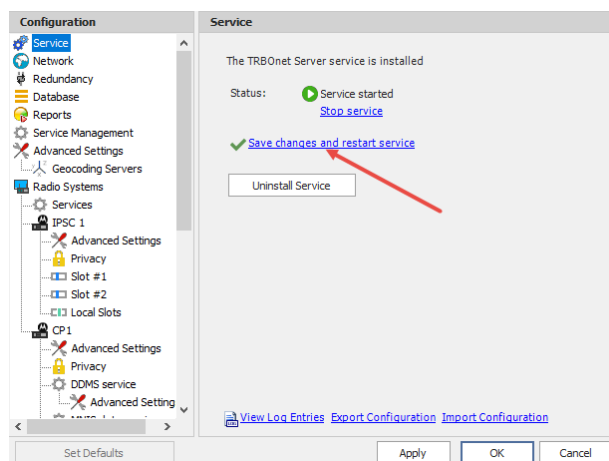 Configuration
Service
Network
Redundancy
Database
Reports
Service Management
Advanced Settings
Geocoding Servers
Radio Systems
Services
IPSC 1
Advanced Settings
Privacy
Slot #1
Slot #2
Local Slots
CP1
Advanced Settings
Privacy
DDMS service
Advanced Setting
Set Defaults
Service
The TRBOnet Server service is installed
Status: Service started
Stop service
Save changes and restart service
Uninstall Service
View Log Entries Export Configuration Import Configuration
Apply OK Cancel